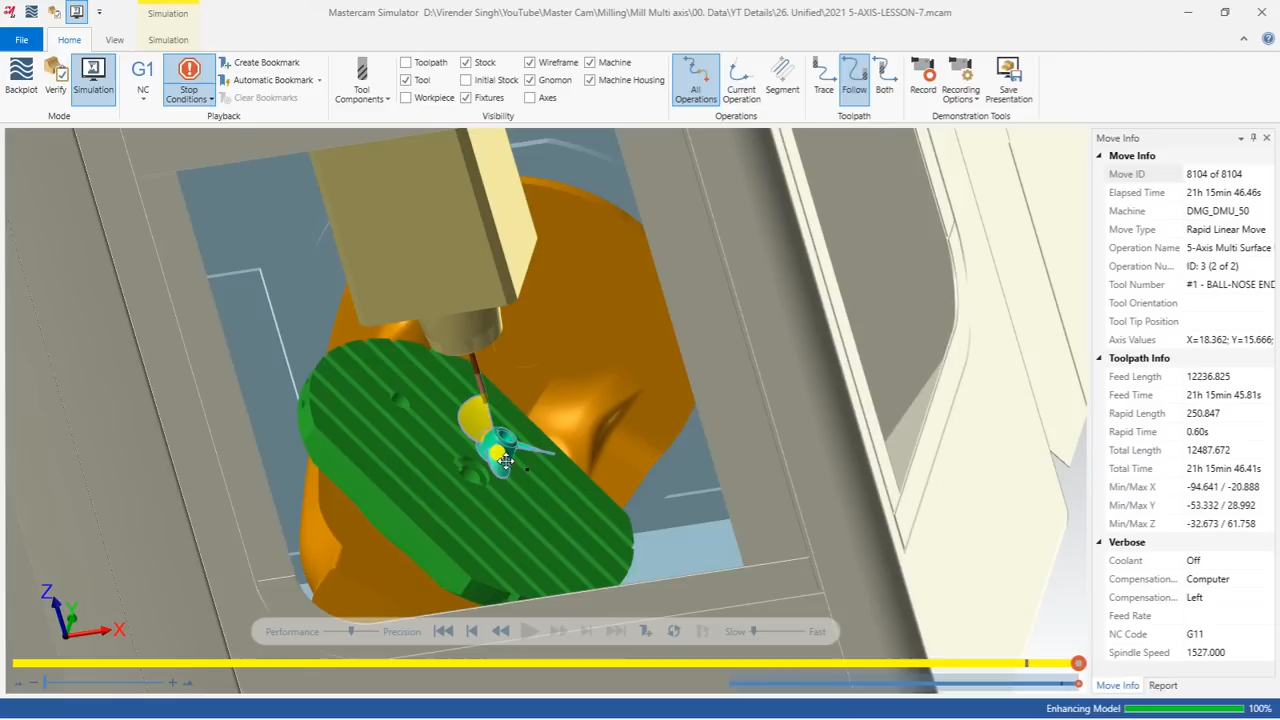 Simulation
Mastercam Simulator D:\Virender Singh\YouTube\Master Cam\Milling\Mill Multi axis\00. Data\YT Details\26. Unified\2021 5-AXIS-LESSON-7.mcam
File Home View Simulation
Backplot Verify Simulation
Mode
G1
NC
Stop Conditions
Create Bookmark
Automatic Bookmark
Clear Bookmarks
Playback
Tool Components
Toolpath Stock Wireframe Machine
Tool Initial Stock Gnomon Machine Housing
Workpiece Fixtures Axes
Visibility
All Operations Current Operation Segment
Operations
Trace Follow Both
Toolpath
Record Recording Options Save Presentation
Demonstration Tools
Move Info
Move Info
Move ID 8104 of 8104
Elapsed Time 21h 15min 46.46s
Machine DMG_DMU_50
Move Type Rapid Linear Move
Operation Name 5-Axis Multi Surface
Operation Nu... ID: 3 (2 of 2)
Tool Number #1 - BALL-NOSE END
Tool Orientation
Tool Tip Position
Axis Values X=18.362; Y=15.666;
Toolpath Info
Feed Length 12236.825
Feed Time 21h 15min 45.81s
Rapid Length 250.847
Rapid Time 0.60s
Total Length 12487.672
Total Time 21h 15min 46.41s
Min/Max X -94.641 / -20.888
Min/Max Y -53.332 / 28.992
Min/Max Z -32.673 / 61.758
Verbose
Coolant Off
Compensation... Computer
Compensation... Left
Feed Rate
NC Code G11
Spindle Speed 1527.000
Z
Y
X
Performance Precision Slow Fast
Move Info Report
Enhancing Model 100%